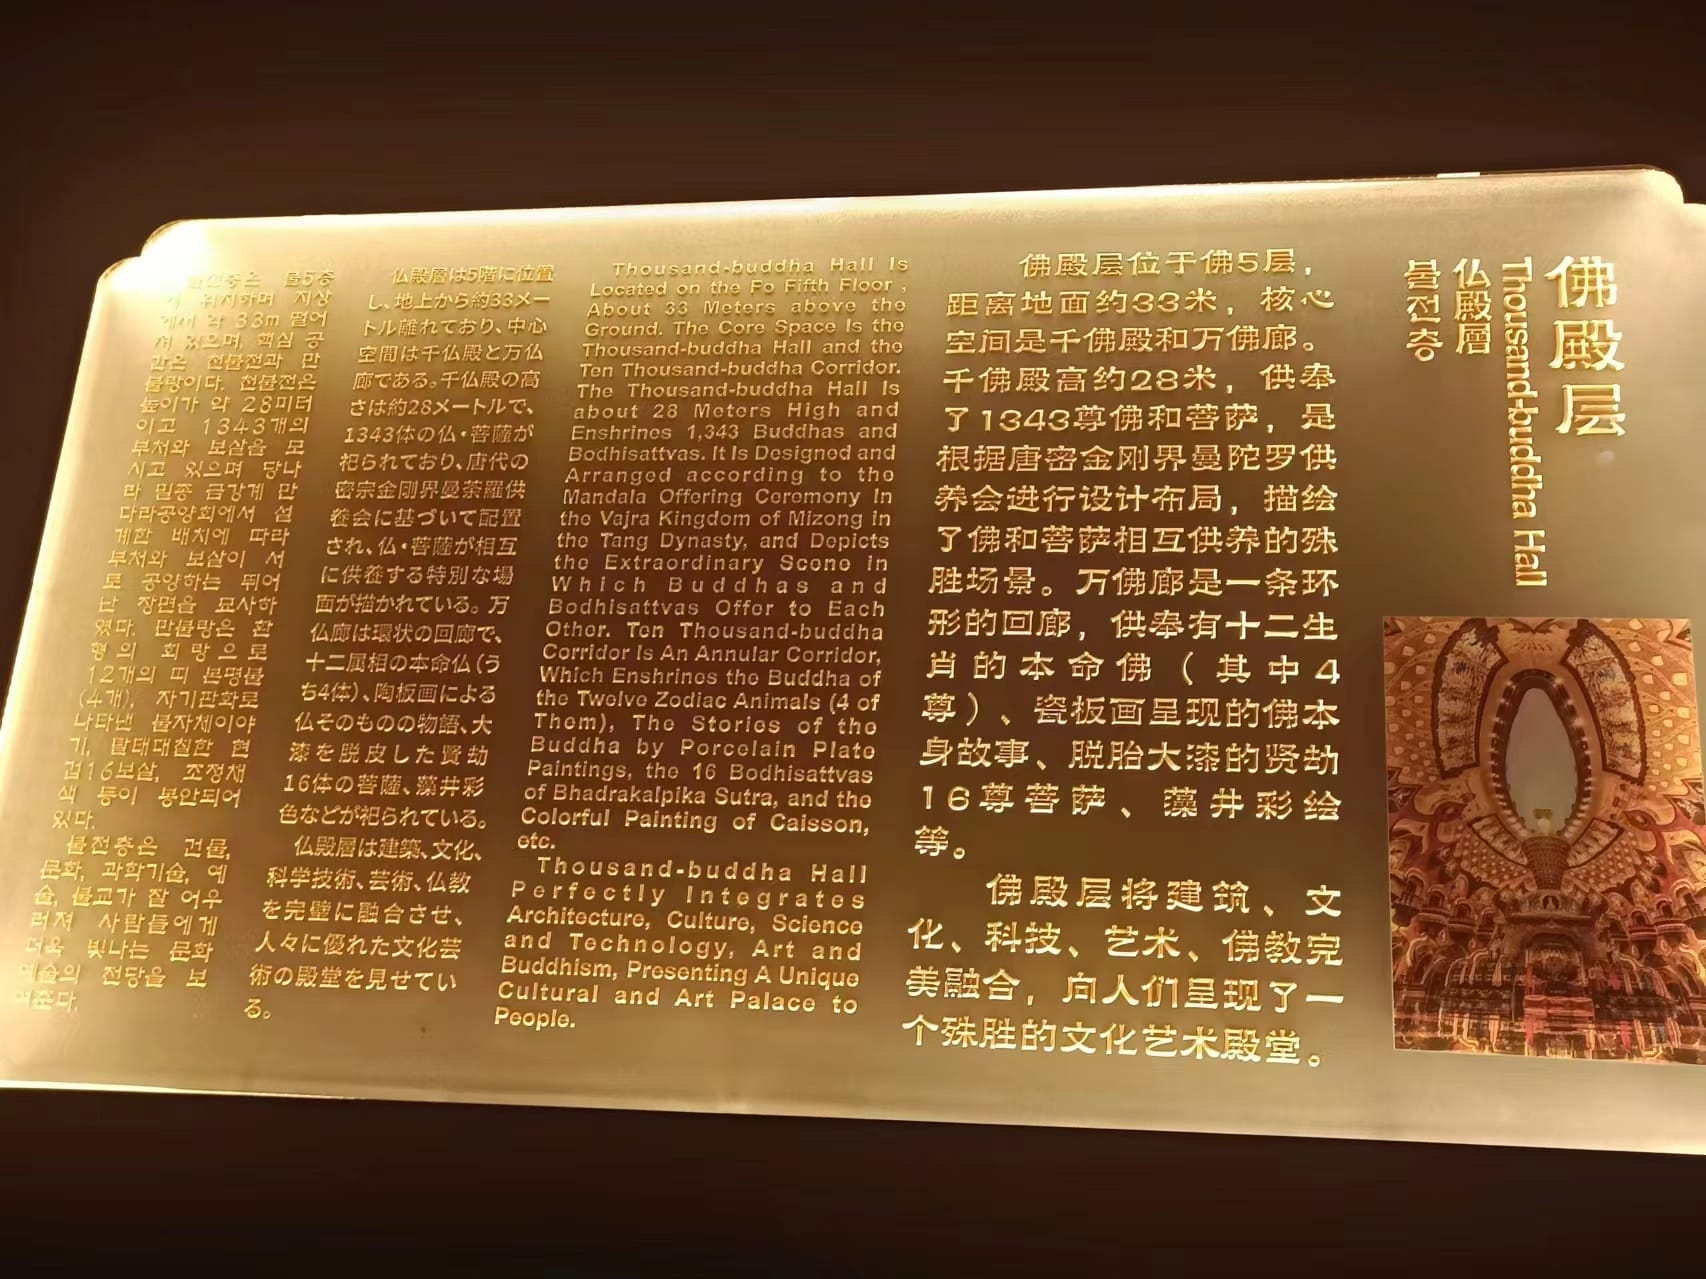 佛殿层
Thousand-buddha Hall
仏殿層
불전층
佛殿层位于佛5层，
距离地面约33米，核心
空间是千佛殿和万佛廊。
千佛殿高约28米，供奉
了1343尊佛和菩萨，是
根据唐密金刚界曼陀罗供
养会进行设计布局，描绘
了佛和菩萨相互供养的殊
胜场景。万佛廊是一条环
形的回廊，供奉有十二生
肖的本命佛（其中4
尊）、瓷板画呈现的佛本
身故事、脱胎大漆的贤劫
16尊菩萨、藻井彩绘
等。
佛殿层将建筑、文
化、科技、艺术、佛教完
美融合，向人们呈现了一
个殊胜的文化艺术殿堂。
Thousand-buddha Hall Is
Located on the Fo Fifth Floor ,
About 33 Meters above the
Ground. The Core Space Is the
Thousand-buddha Hall and the
Ten Thousand-buddha Corridor.
The Thousand-buddha Hall Is
about 28 Meters High and
Enshrines 1,343 Buddhas and
Bodhisattvas. It Is Designed and
Arranged according to the
Mandala Offering Ceremony In
the Vajra Kingdom of Mizong in
the Tang Dynasty, and Depicts
the Extraordinary Scene in
Which Buddhas and
Bodhisattvas Offer to Each
Other. Ten Thousand-buddha
Corridor Is An Annular Corridor,
Which Enshrines the Buddha of
the Twelve Zodiac Animals (4 of
Them), The Stories of the
Buddha by Porcelain Plate
Paintings, the 16 Bodhisattvas
of Bhadrakalpika Sutra, and the
Colorful Painting of Caisson,
etc.
Thousand-buddha Hall
Perfectly Integrates
Architecture, Culture, Science
and Technology, Art and
Buddhism, Presenting A Unique
Cultural and Art Palace to
People.
仏殿層は5階に位置
し、地上から約33メー
トル離れており、中心
空間は千仏殿と万仏
廊である。千仏殿の高
さは約28メートルで、
1343体の仏・菩薩が
祀られており、唐代の
密宗金剛界曼荼羅供
養会に基づいて配置
され、仏・菩薩が相互
に供養する特別な場
面が描かれている。万
仏廊は環状の回廊で、
十二属相の本命仏（う
ち4体）、陶板画による
仏そのものの物語、大
漆を脱皮した賢劫
16体の菩薩、藻井彩
色などが祀られている。
仏殿層は建築、文化、
科学技術、芸術、仏教
を完璧に融合させ、
人々に優れた文化芸
術の殿堂を見せてい
る。
불5층
위치하며 지상
에서 약 33m 떨어
져 있으며, 핵심 공
간은 천불전과 만
불랑이다. 천불전은
높이가 약 28미터
이고 1343개의
부처와 보살을 모
시고 있으며 당나
라 밀종 금강계 만
다라공양회에서 설
계한 배치에 따라
부처와 보살이 서
로 공양하는 뛰어
난 장면을 묘사하
였다. 만불랑은 환
형의 회랑으로
12개의 띠 본명불
(4개), 자기판화로
나타낸 불자체이야
기, 탈태대칠한 현
겁16보살, 조정채
색 등이 봉안되어
있다.
불전층은 건물,
문화, 과학기술, 예
술, 불교가 잘 어우
러져 사람들에게
더욱 빛나는 문화
예술의 전당을 보
여준다.